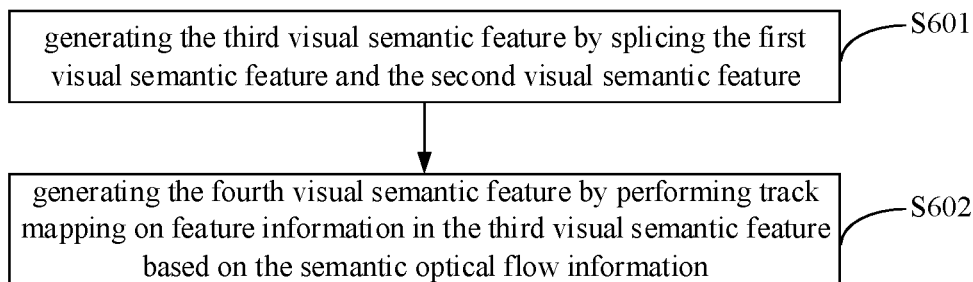 generating the third visual semantic feature by splicing the first
visual semantic feature and the second visual semantic feature
S601
generating the fourth visual semantic feature by performing track
mapping on feature information in the third visual semantic feature
based on the semantic optical flow information
S602